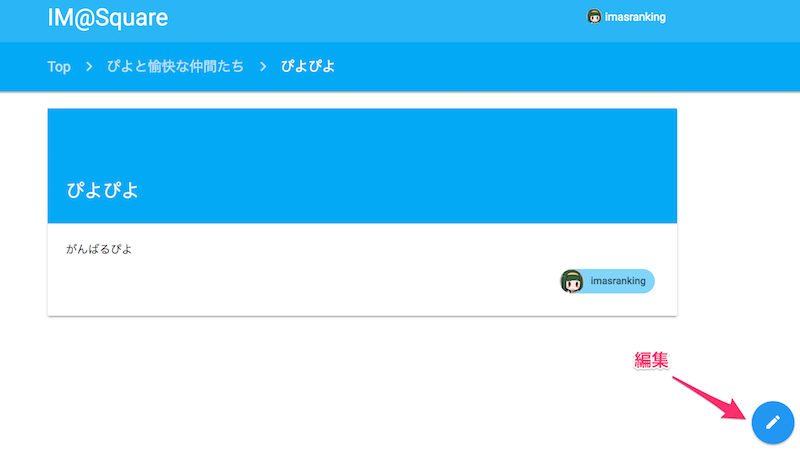 IM@Square
imasranking
Top > ぴよと愉快な仲間たち > ぴよぴよ
ぴよぴよ
がんばるぴよ
imasranking
編集